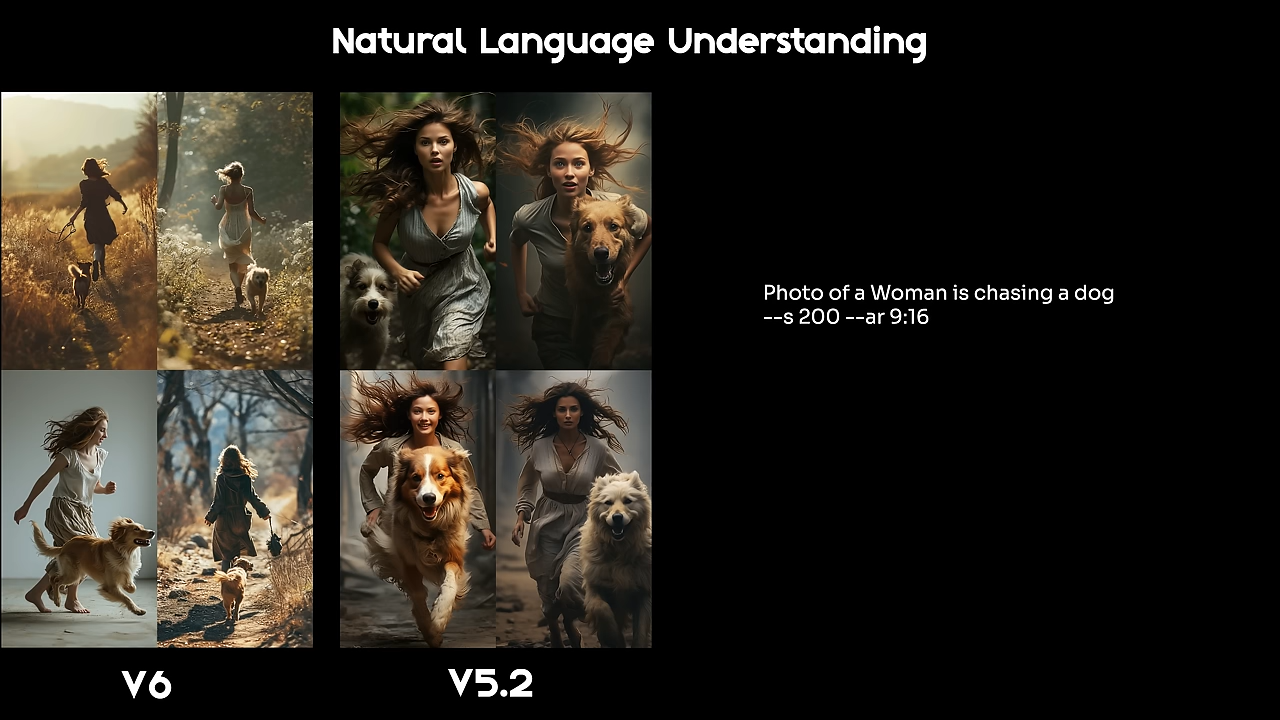 Natural Language Understanding
Photo of a Woman is chasing a dog
--s 200 --ar 9:16
V6
V5.2